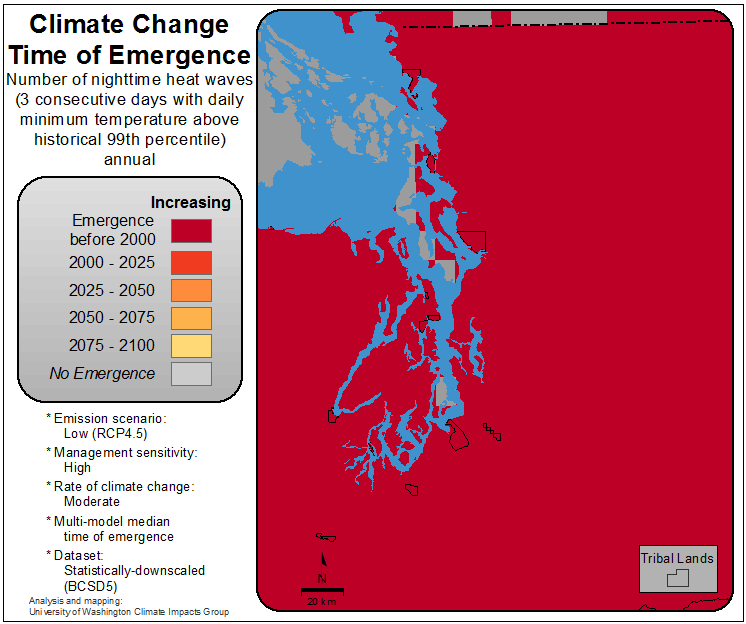 Climate Change
Time of Emergence
Number of nighttime heat waves
(3 consecutive days with daily
minimum temperature above
historical 99th percentile)
annual
Increasing
Emergence
before 2000
2000 - 2025
2025 - 2050
2050 - 2075
2075 - 2100
No Emergence
* Emission scenario:
Low (RCP4.5)
* Management sensitivity:
High
* Rate of climate change:
Moderate
* Multi-model median
time of emergence
* Dataset:
Statistically-downscaled
(BCSD5)
Analysis and mapping:
University of Washington Climate Impacts Group
N
20 km
Tribal Lands